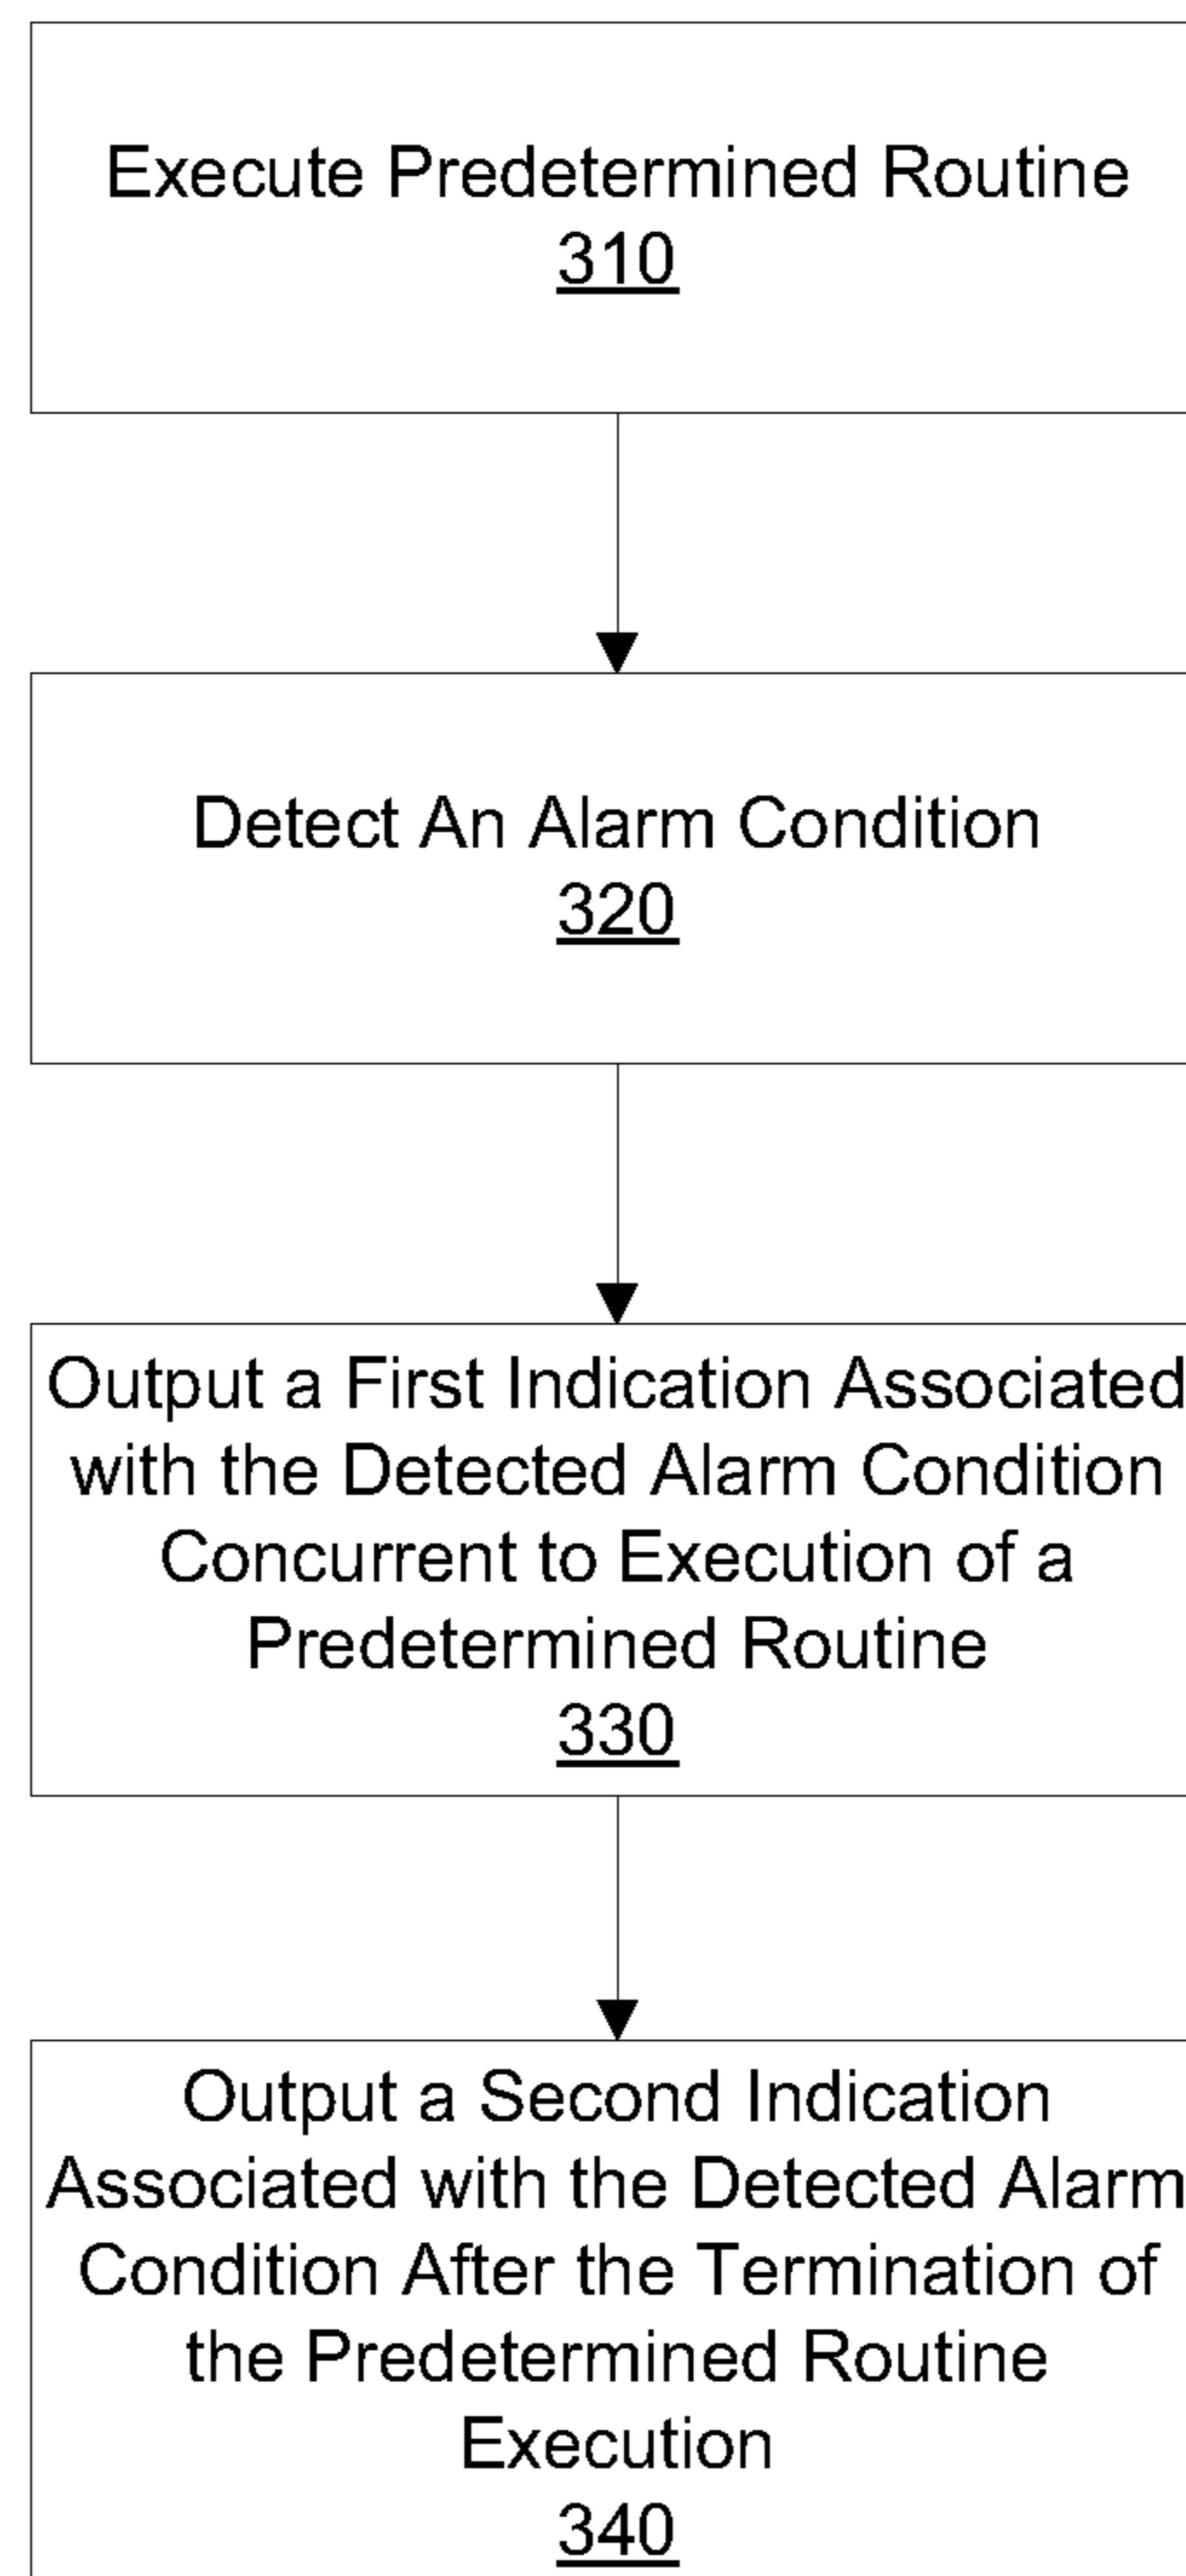 Execute Predetermined Routine
310
Detect An Alarm Condition
320
Output a First Indication Associated
with the Detected Alarm Condition
Concurrent to Execution of a
Predetermined Routine
330
Output a Second Indication
Associated with the Detected Alarm
Condition After the Termination of
the Predetermined Routine
Execution
340